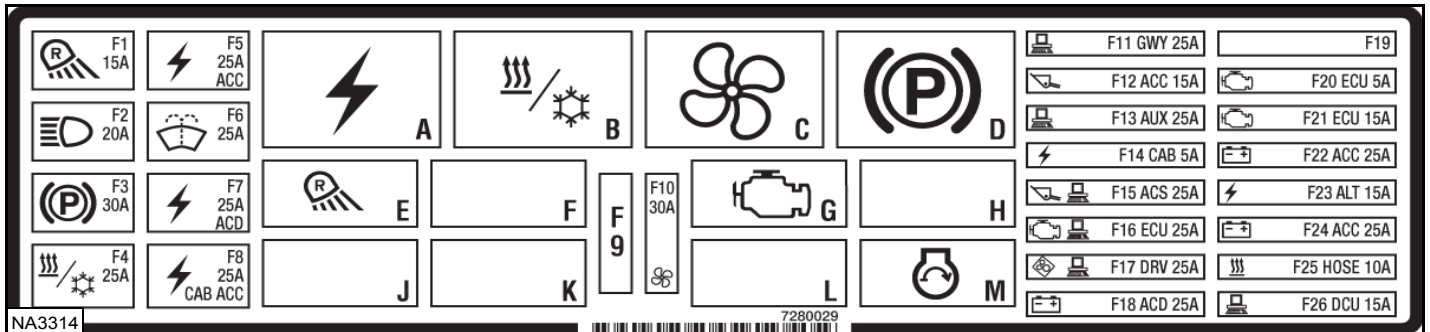 F1
15A
F5
25A
ACC
A
B
C
D
F11 GWY 25A
F19
F12 ACC 15A
F20 ECU 5A
F2
20A
F6
25A
F13 AUX 25A
F21 ECU 15A
F14 CAB 5A
F22 ACC 25A
P
P
F3
30A
F7
25A
ACD
R
R
E
F
F
9
F10
30A
G
H
F15 ACS 25A
F23 ALT 15A
F16 ECU 25A
F24 ACC 25A
F4
25A
F8
25A
CAB ACC
J
K
L
M
F17 DRV 25A
F25 HOSE 10A
F18 ACD 25A
F26 DCU 15A
NA3314
7280029